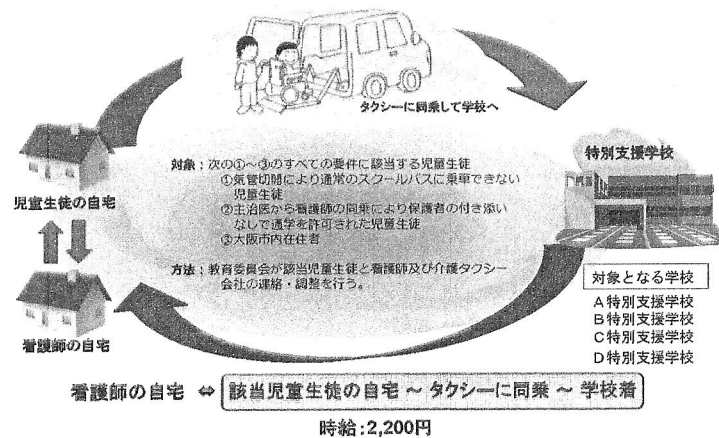 タクシーに同乗して学校へ
児童生徒の自宅
看護師の自宅
対象：次の①～③のすべての要件に該当する児童生徒
①気管切開により通常のスクールバスに乗車できない
児童生徒
②主治医から看護師の同乗により保護者の付き添い
なしで通学を許可された児童生徒
③大阪市内在住者
方法：教育委員会が該当児童生徒と看護師及び介護タクシー
会社の連絡・調整を行う。
特別支援学校
対象となる学校
A特別支援学校
B特別支援学校
C特別支援学校
D特別支援学校
看護師の自宅 ⇔ 該当児童生徒の自宅 ～ タクシーに同乗 ～ 学校着
時給：2,200円